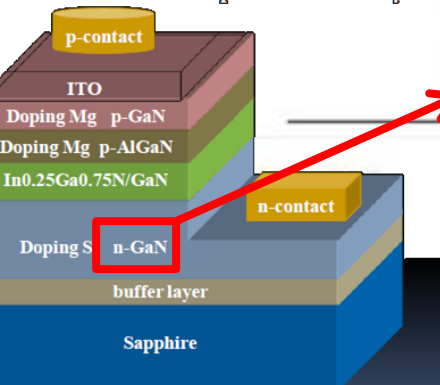 p-contact
ITO
Doping Mg p-GaN
Doping Mg p-AlGaN
In0.25Ga0.75N/GaN
n-contact
Doping S n-GaN
buffer layer
Sapphire